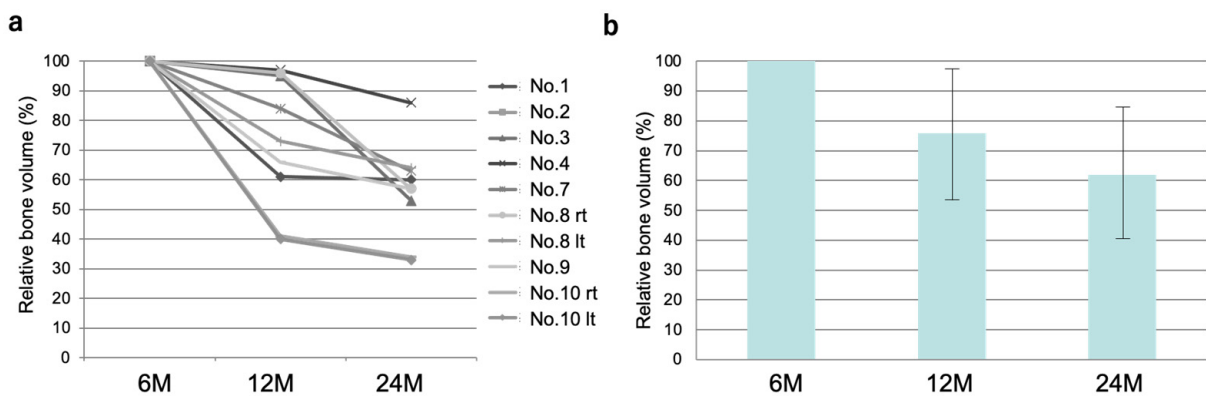 a
Relative bone volume (%)
100
90
80
70
60
50
40
30
20
10
0
6M 12M 24M
No.1
No.2
No.3
No.4
No.7
No.8 rt
No.8 lt
No.9
No.10 rt
No.10 lt
b
Relative bone volume (%)
100
90
80
70
60
50
40
30
20
10
0
6M 12M 24M